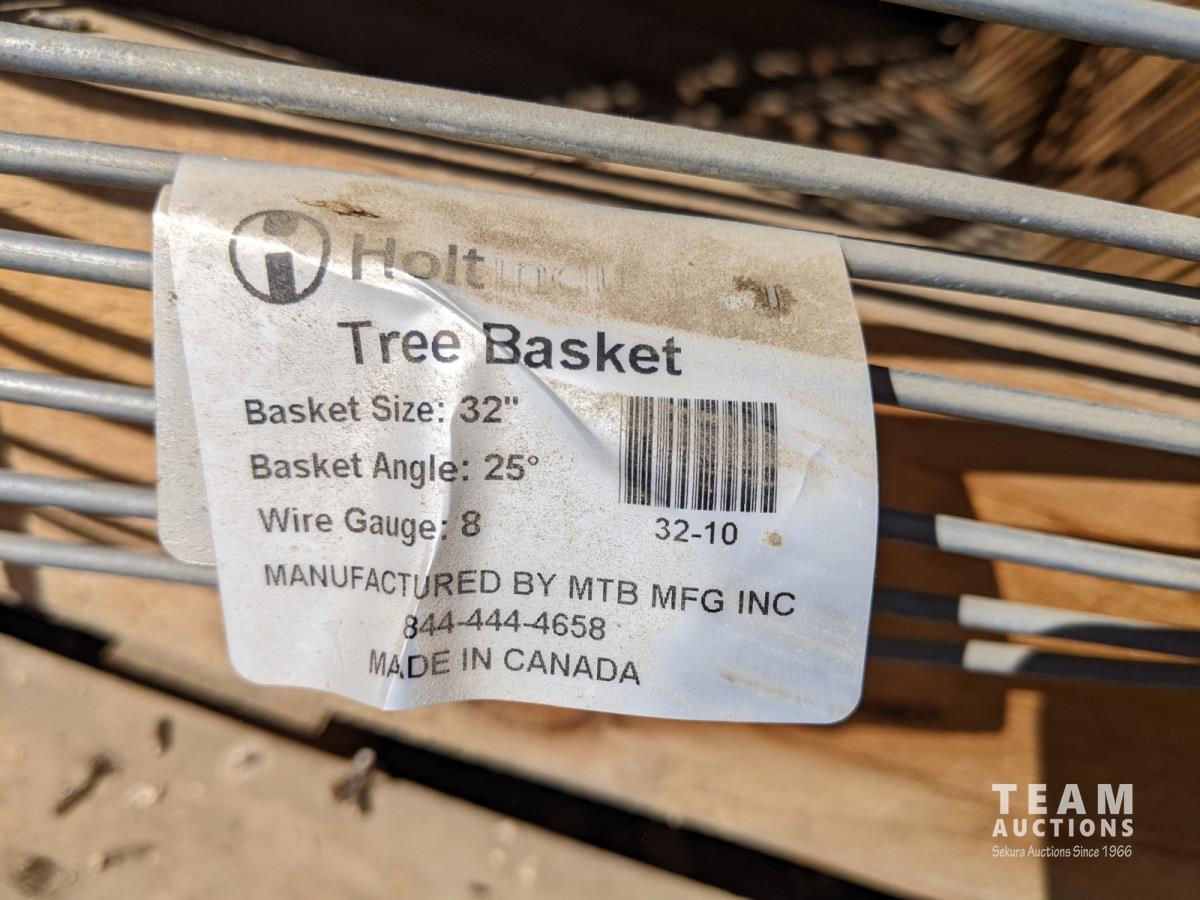 Holt
Tree Basket
Basket Size: 32"
Basket Angle: 25°
Wire Gauge: 8
32-10
MANUFACTURED BY MTB MFG INC
844-444-4658
MADE IN CANADA
TEAM
AUCTIONS
Sekura Auctions Since 1966